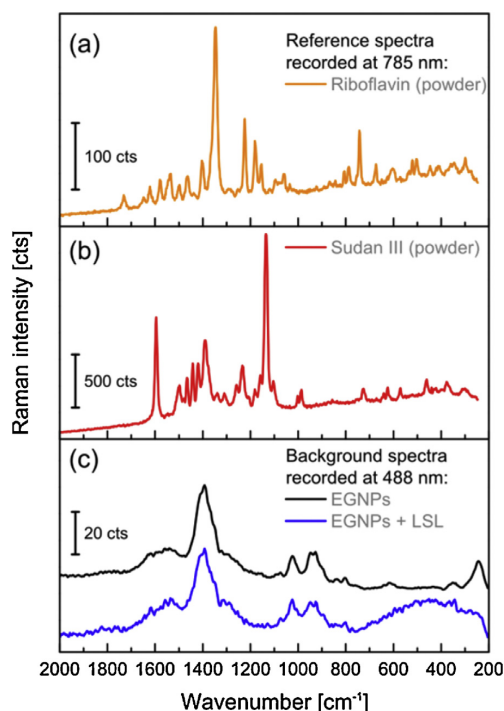 (a)
Reference spectra
recorded at 785 nm:
Riboflavin (powder)
100 cts
(b)
Sudan III (powder)
500 cts
Raman intensity [cts]
(c)
Background spectra
recorded at 488 nm:
EGNPs
EGNPs + LSL
20 cts
2000 1800 1600 1400 1200 1000 800 600 400 200
Wavenumber [cm⁻¹]